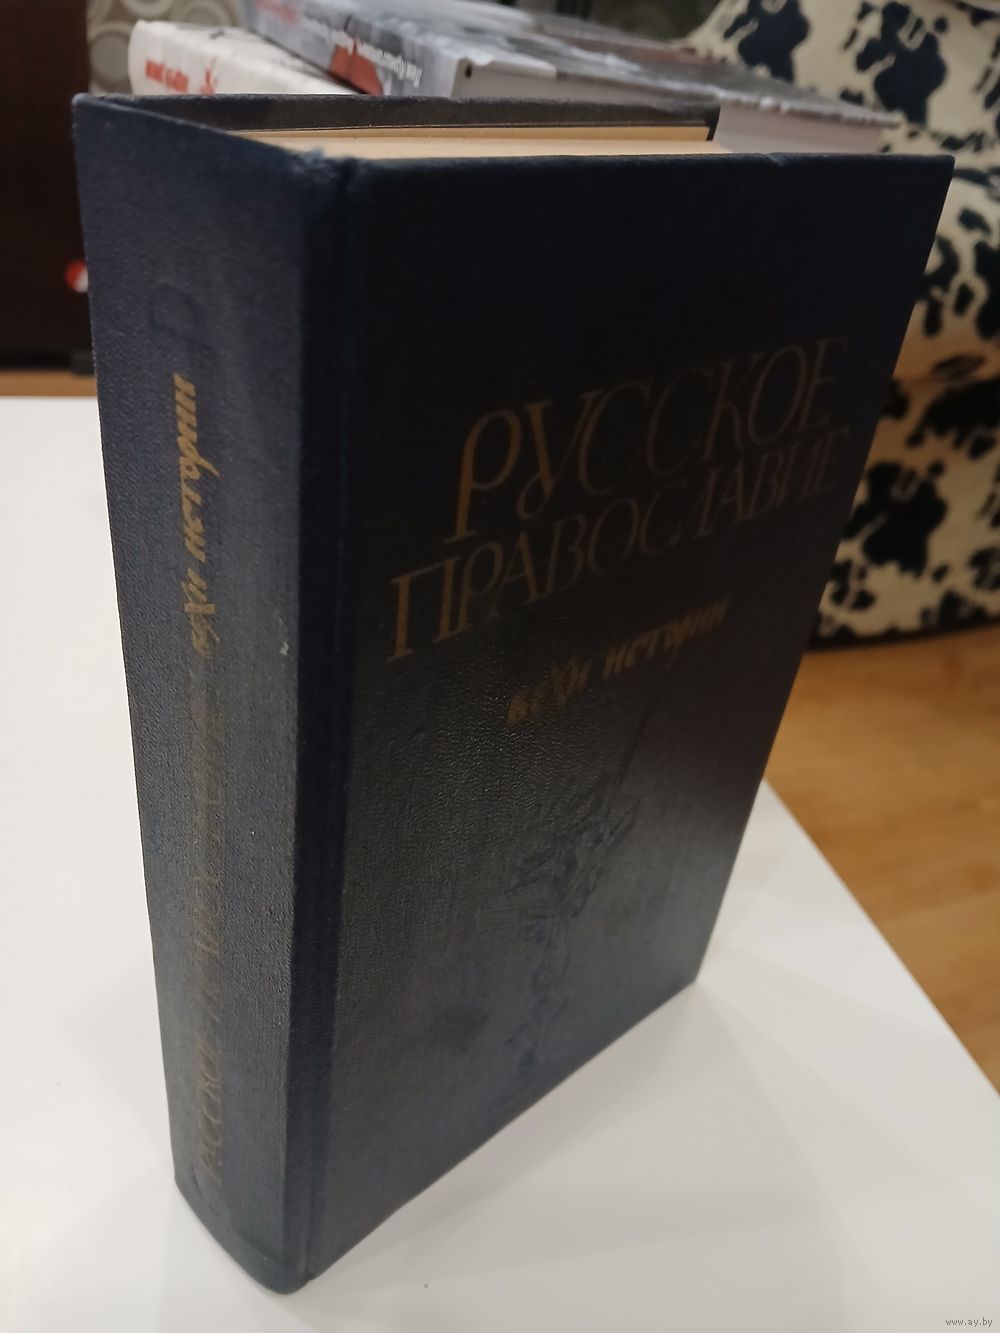 РУССКОЕ
ПРАВОСЛАВИЕ
вехи истории
РУССКОЕ ПРАВОСЛАВИЕ вехи истории
www.ay.by